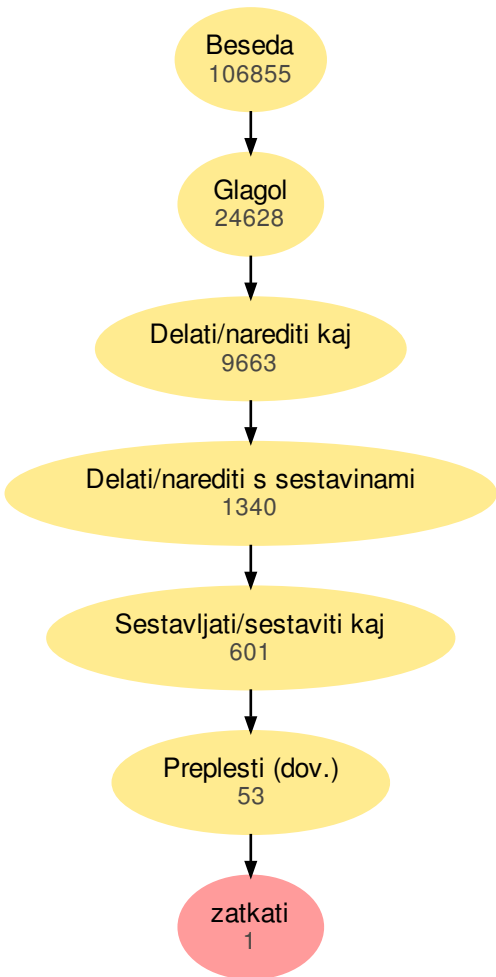 Beseda
106855
Glagol
24628
Delati/narediti kaj
9663
Delati/narediti s sestavinami
1340
Sestavljati/sestaviti kaj
601
Preplesti (dov.)
53
zatkati
1